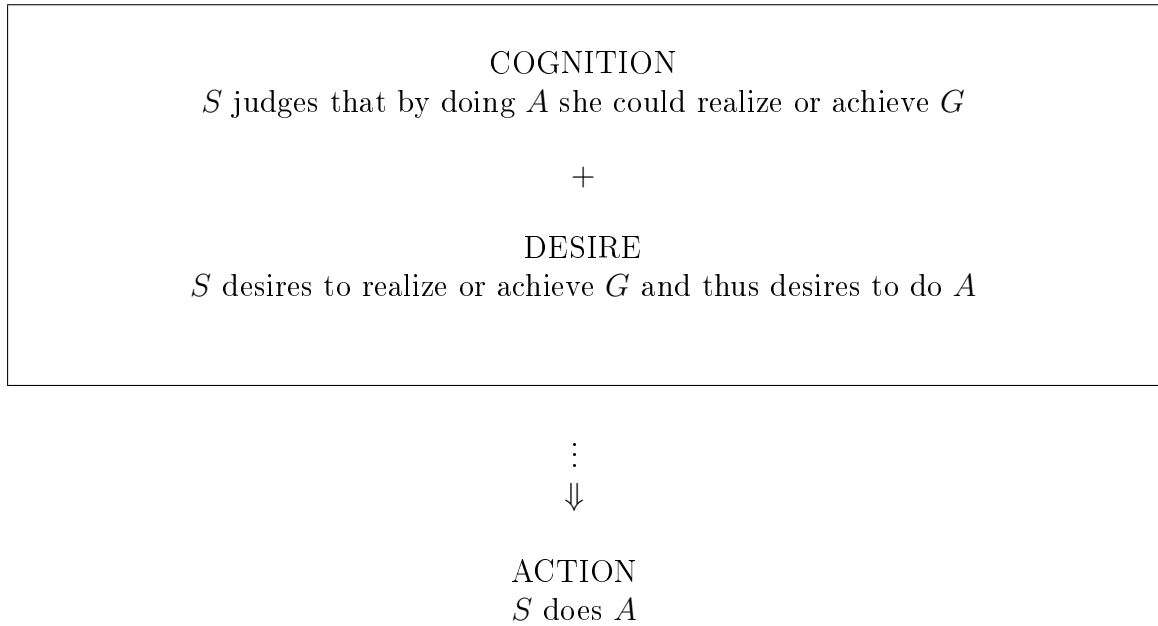 COGNITION
S judges that by doing A she could realize or achieve G
+
DESIRE
S desires to realize or achieve G and thus desires to do A
⋮
⇓
ACTION
S does A